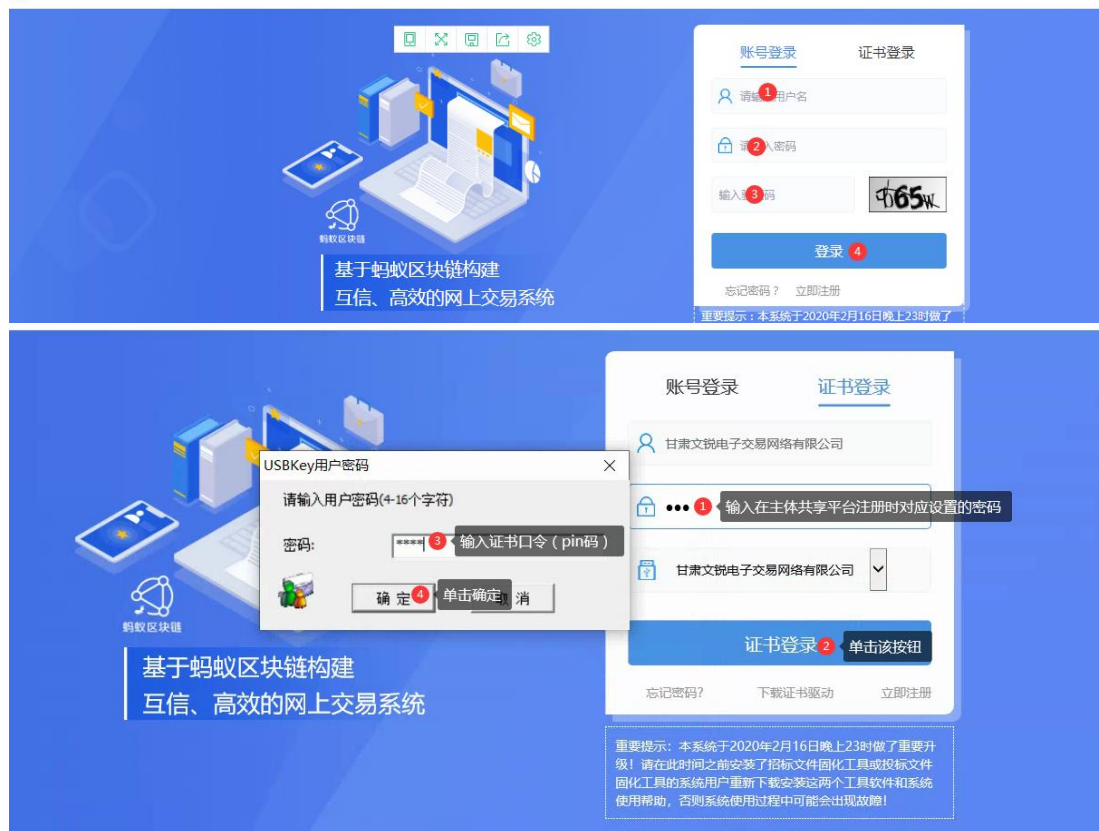 账号登录
证书登录
1
2
3
输入
码
65w
登录 4
忘记密码？
立即注册
蚂蚁区块链
基于蚂蚁区块链构建
互信、高效的网上交易系统
重要提示：本系统于2020年2月16日晚上23时做了
账号登录
证书登录
甘肃文锐电子交易网络有限公司
1 输入在主体共享平台注册时对应设置的密码
甘肃文锐电子交易网络有限公司
证书登录 2 单击该按钮
忘记密码?
下载证书驱动
立即注册
USBKey用户密码
请输入用户密码(4-16个字符)
密码:
**** 3 输入证书口令（pin码）
确 定 4 单击确定
消
蚂蚁区块链
基于蚂蚁区块链构建
互信、高效的网上交易系统
重要提示：本系统于2020年2月16日晚上23时做了重要升
级！请在此时间之前安装了招标文件固化工具或投标文件
固化工具的系统用户重新下载安装这两个工具软件和系统
使用帮助，否则系统使用过程中可能会出现故障！